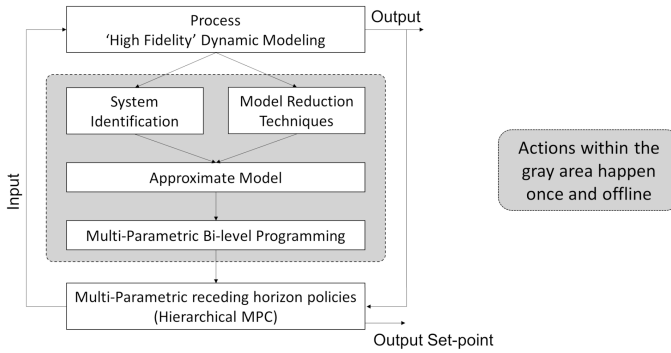 Process
'High Fidelity' Dynamic Modeling
Output
System
Identification
Model Reduction
Techniques
Approximate Model
Multi-Parametric Bi-level Programming
Input
Multi-Parametric receding horizon policies
(Hierarchical MPC)
Output Set-point
Actions within the
gray area happen
once and offline